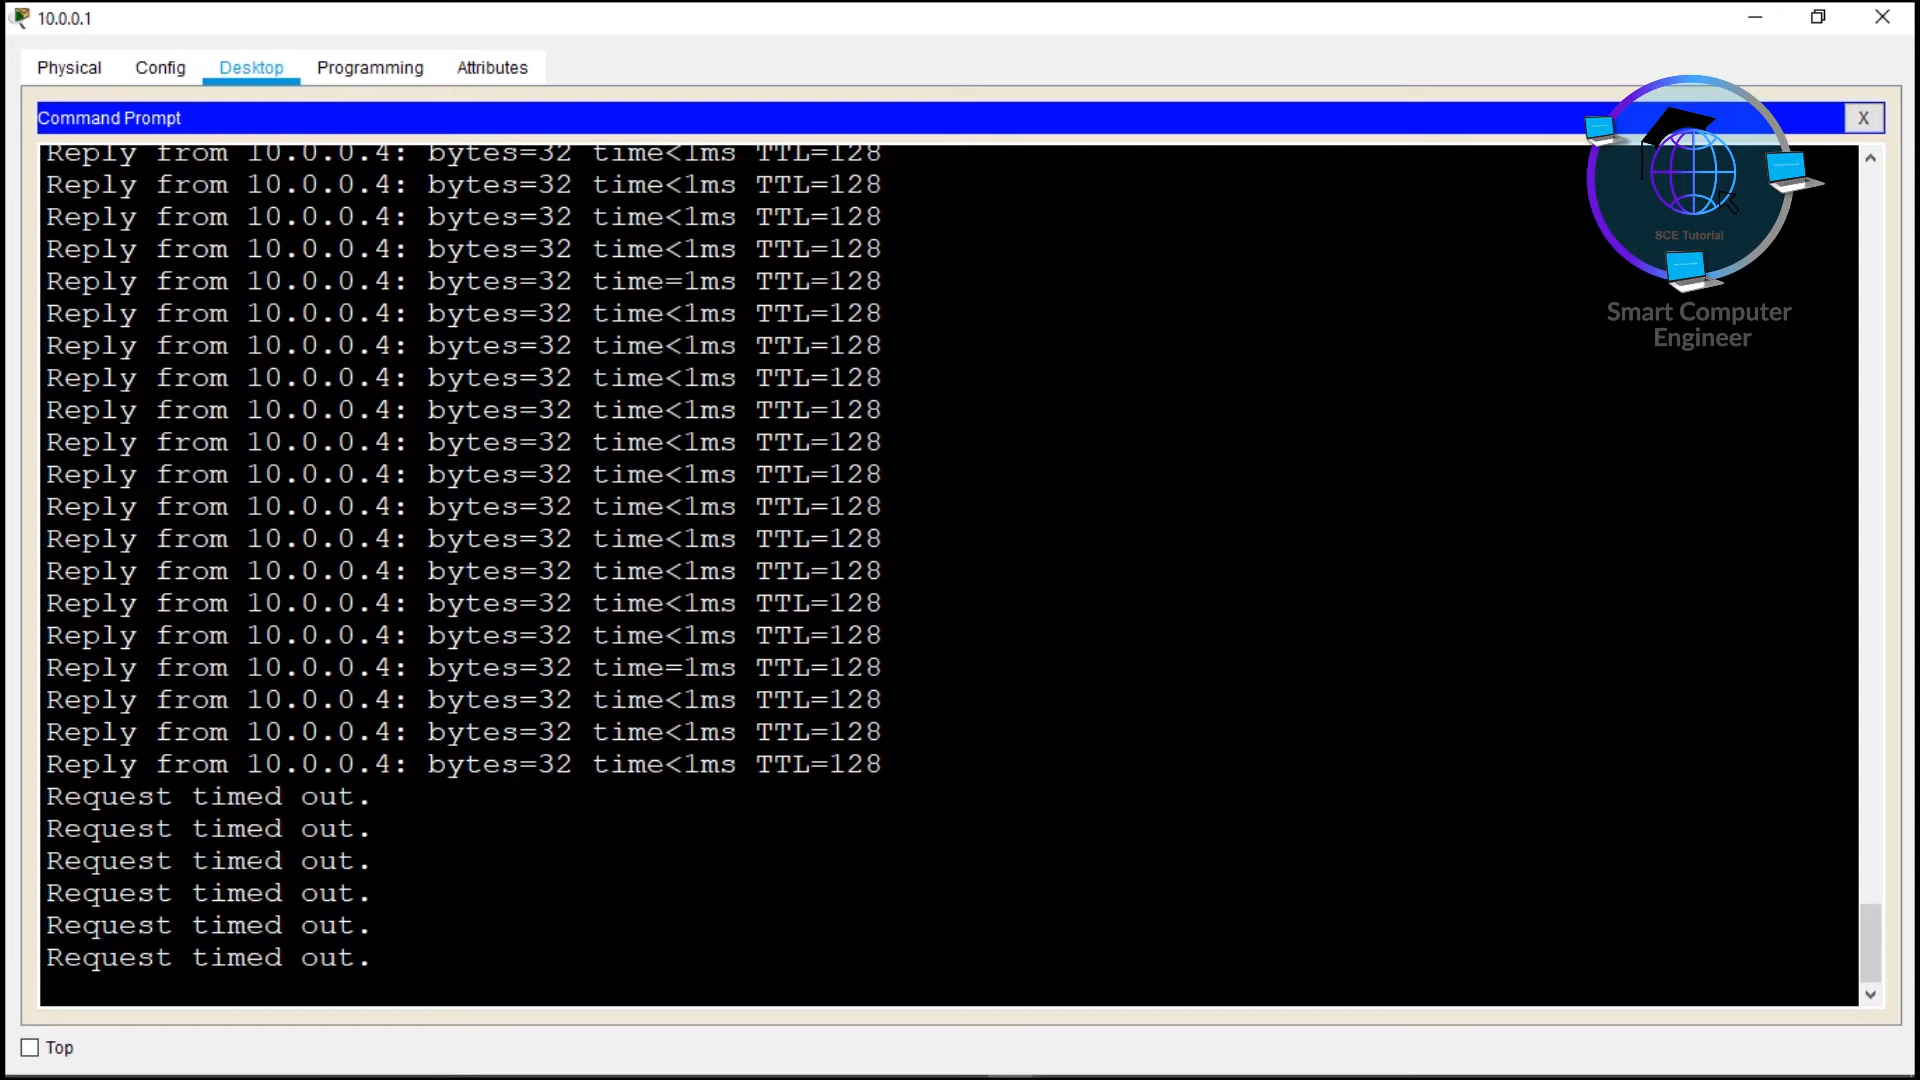 10.0.0.1
Physical Config Desktop Programming Attributes
Command Prompt X
Reply from 10.0.0.4: bytes=32 time<1ms TTL=128
Reply from 10.0.0.4: bytes=32 time<1ms TTL=128
Reply from 10.0.0.4: bytes=32 time<1ms TTL=128
Reply from 10.0.0.4: bytes=32 time<1ms TTL=128
Reply from 10.0.0.4: bytes=32 time=1ms TTL=128
Reply from 10.0.0.4: bytes=32 time<1ms TTL=128
Reply from 10.0.0.4: bytes=32 time<1ms TTL=128
Reply from 10.0.0.4: bytes=32 time<1ms TTL=128
Reply from 10.0.0.4: bytes=32 time<1ms TTL=128
Reply from 10.0.0.4: bytes=32 time<1ms TTL=128
Reply from 10.0.0.4: bytes=32 time<1ms TTL=128
Reply from 10.0.0.4: bytes=32 time<1ms TTL=128
Reply from 10.0.0.4: bytes=32 time<1ms TTL=128
Reply from 10.0.0.4: bytes=32 time<1ms TTL=128
Reply from 10.0.0.4: bytes=32 time<1ms TTL=128
Reply from 10.0.0.4: bytes=32 time<1ms TTL=128
Reply from 10.0.0.4: bytes=32 time=1ms TTL=128
Reply from 10.0.0.4: bytes=32 time<1ms TTL=128
Reply from 10.0.0.4: bytes=32 time<1ms TTL=128
Reply from 10.0.0.4: bytes=32 time<1ms TTL=128
Request timed out.
Request timed out.
Request timed out.
Request timed out.
Request timed out.
Request timed out.
SCE Tutorial
Smart Computer
Engineer
Top